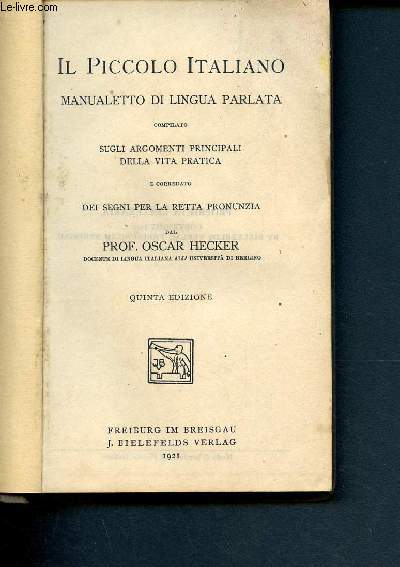 Le-livre.com
IL PICCOLO ITALIANO
MANUALETTO DI LINGUA PARLATA
COMPILATO
SUGLI ARGOMENTI PRINCIPALI
DELLA VITA PRATICA
E CORREDATO
DEI SEGNI PER LA RETTA PRONUNZIA
DAL
PROF. OSCAR HECKER
DOCENTE DI LINGUA ITALIANA ALLA UNIVERSITÀ DI BERLINO
QUINTA EDIZIONE
JB
FREIBURG IM BREISGAU
J. BIELEFELDS VERLAG
1921